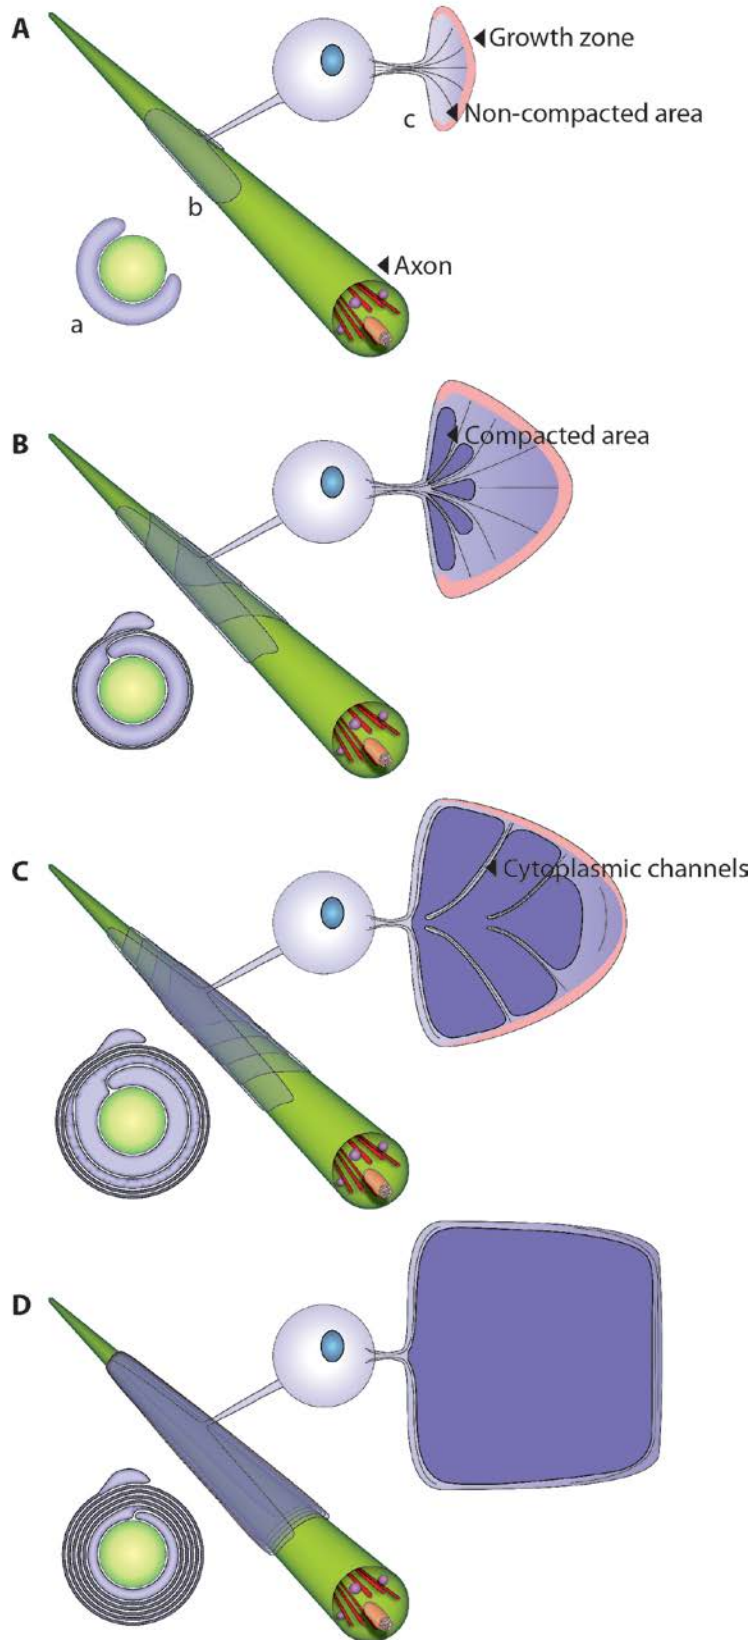 A
Growth zone
c
Non-compacted area
b
Axon
a
B
Compacted area
C
Cytoplasmic channels
D